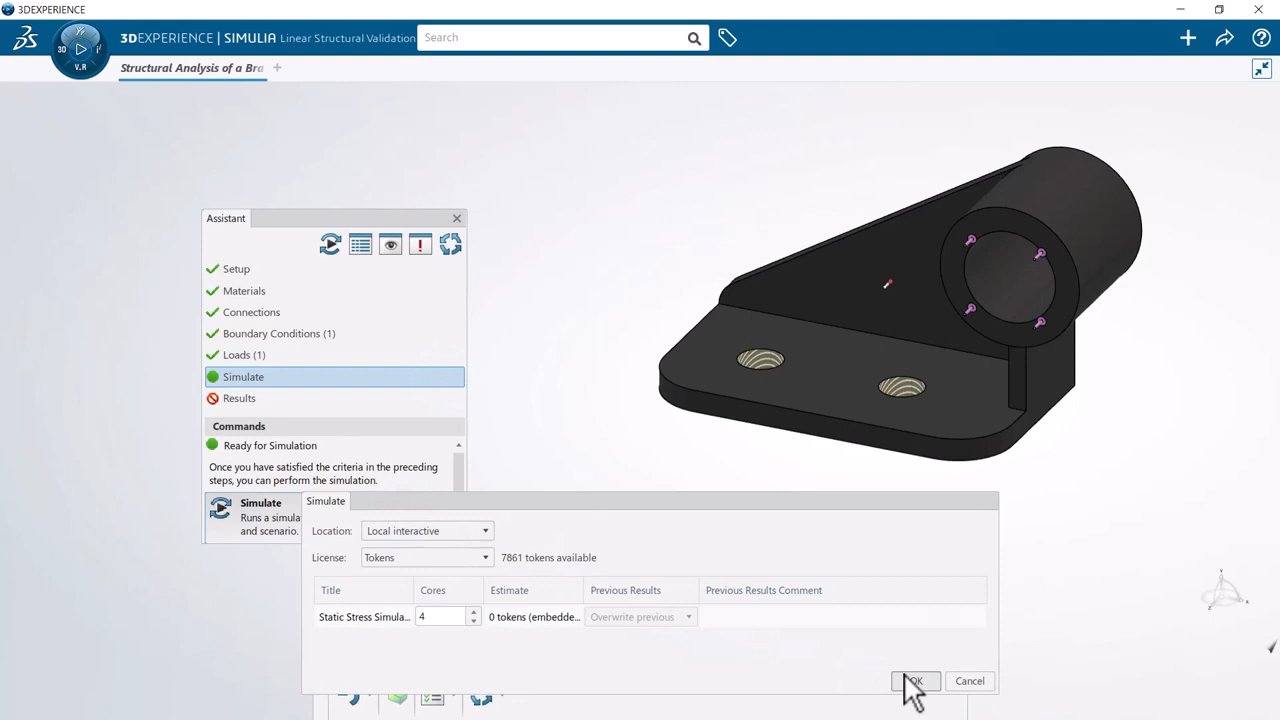 3DEXPERIENCE
3DEXPERIENCE | SIMULIA Linear Structural Validation
Search
3D
V.R
Structural Analysis of a Bra
Assistant
Setup
Materials
Connections
Boundary Conditions (1)
Loads (1)
Simulate
Results
Commands
Ready for Simulation
Once you have satisfied the criteria in the preceding
steps, you can perform the simulation.
Simulate
Runs a simula
and scenario.
Simulate
Location: Local interactive
License: Tokens 7861 tokens available
Title Cores Estimate Previous Results Previous Results Comment
Static Stress Simula... 4 0 tokens (embedde... Overwrite previous
OK Cancel